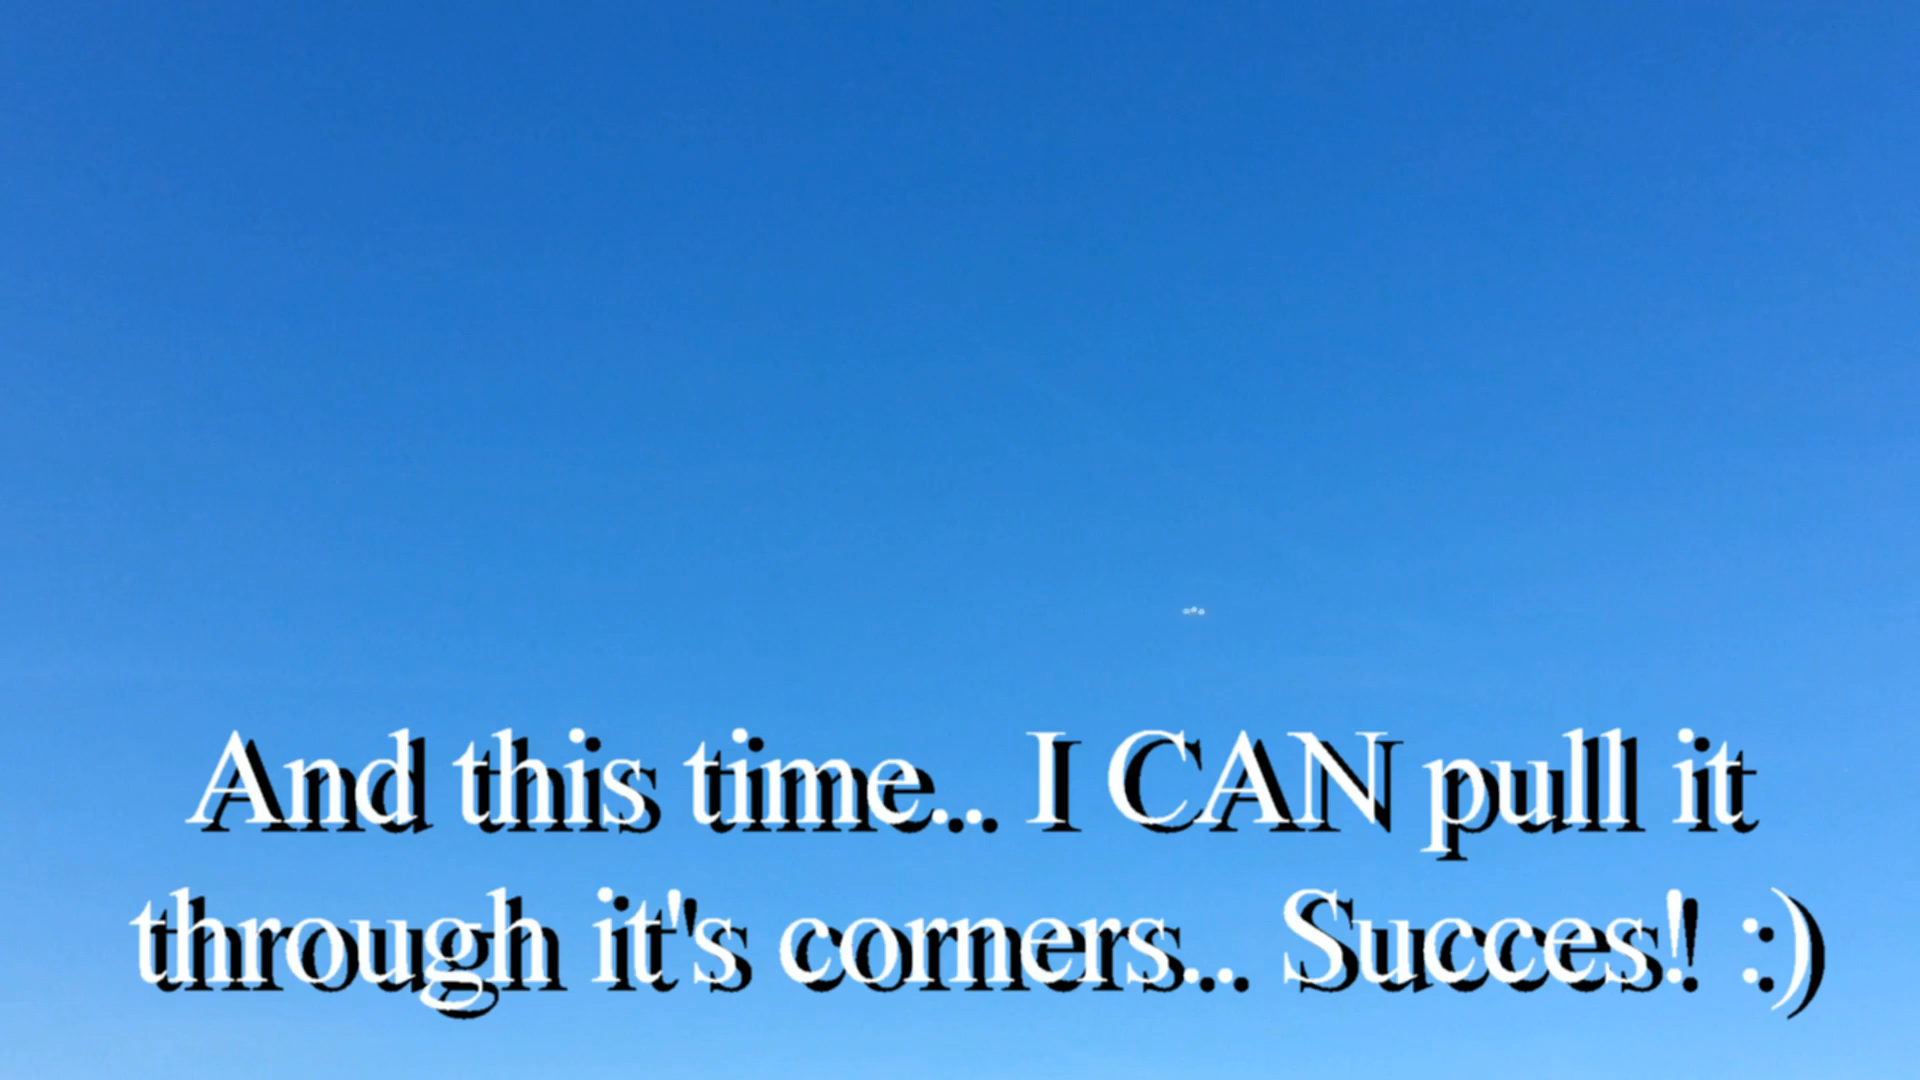 And this time.. I CAN pull it
through it's corners.. Succes! :)